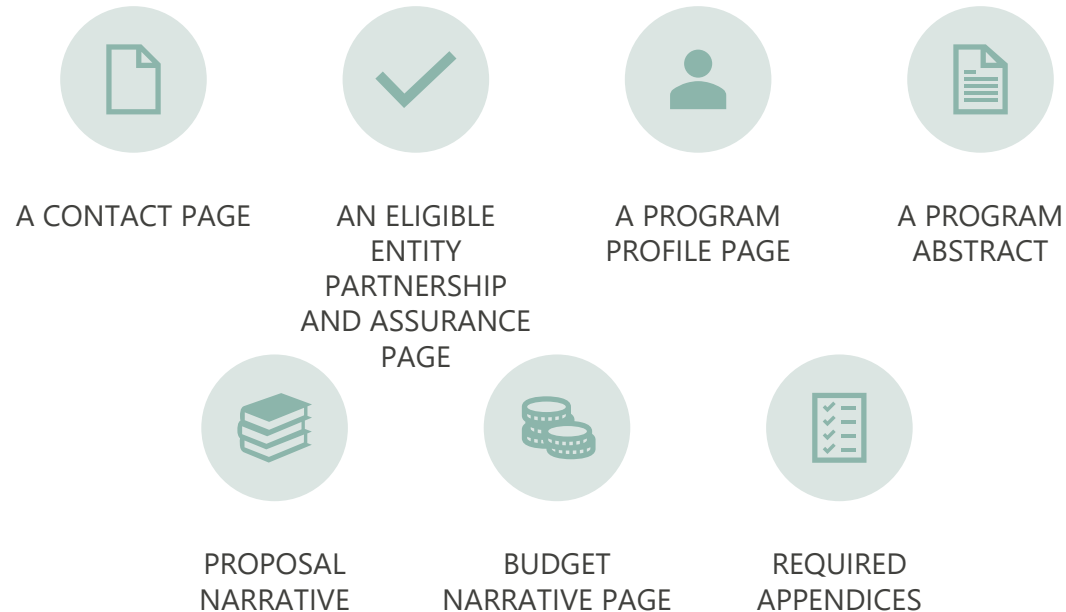 A CONTACT PAGE
AN ELIGIBLE
ENTITY
PARTNERSHIP
AND ASSURANCE
PAGE
A PROGRAM
PROFILE PAGE
A PROGRAM
ABSTRACT
PROPOSAL
NARRATIVE
BUDGET
NARRATIVE PAGE
REQUIRED
APPENDICES